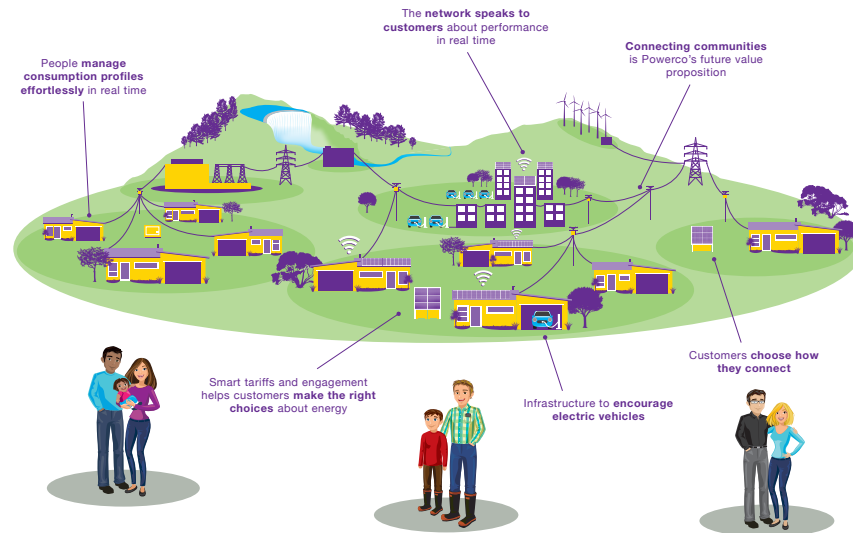 The network speaks to
customers about performance
in real time
Connecting communities
is Powerco's future value
proposition
People manage
consumption profiles
effortlessly in real time
Customers choose how
they connect
Smart tariffs and engagement
helps customers make the right
choices about energy
Infrastructure to encourage
electric vehicles